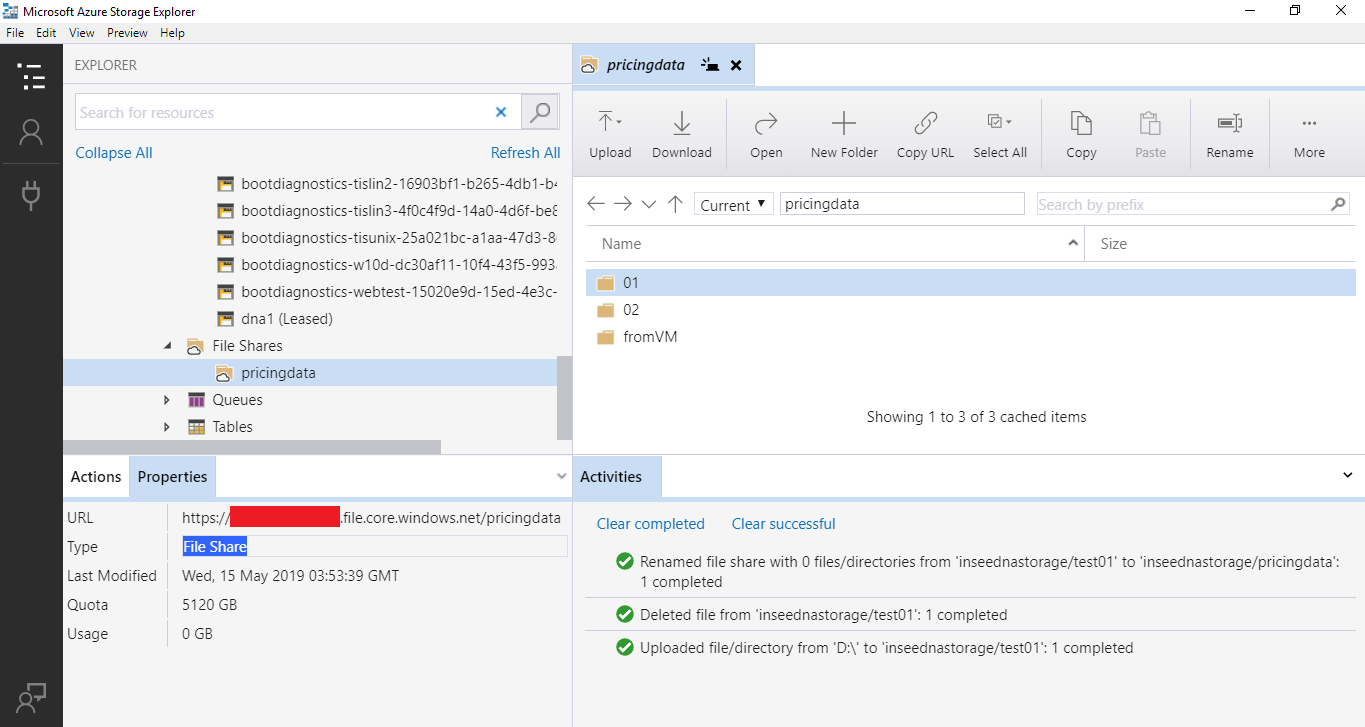 Microsoft Azure Storage Explorer
File Edit View Preview Help
EXPLORER
Search for resources
Collapse All
Refresh All
bootdiagnostics-tislin2-16903bf1-b265-4db1-b4
bootdiagnostics-tislin3-4f0c4f9d-14a0-4d6f-be8
bootdiagnostics-tisunix-25a021bc-a1aa-47d3-8
bootdiagnostics-w10d-dc30af11-10f4-43f5-993
bootdiagnostics-webtest-15020e9d-15ed-4e3c-
dna1 (Leased)
File Shares
pricingdata
Queues
Tables
pricingdata
Upload
Download
Open
New Folder
Copy URL
Select All
Copy
Paste
Rename
More
Current
pricingdata
Search by prefix
Name
Size
01
02
fromVM
Showing 1 to 3 of 3 cached items
Actions
Properties
URL https:// .file.core.windows.net/pricingdata
Type File Share
Last Modified Wed, 15 May 2019 03:53:39 GMT
Quota 5120 GB
Usage 0 GB
Activities
Clear completed
Clear successful
Renamed file share with 0 files/directories from 'inseednastorage/test01' to 'inseednastorage/pricingdata':
1 completed
Deleted file from 'inseednastorage/test01': 1 completed
Uploaded file/directory from 'D:\' to 'inseednastorage/test01': 1 completed